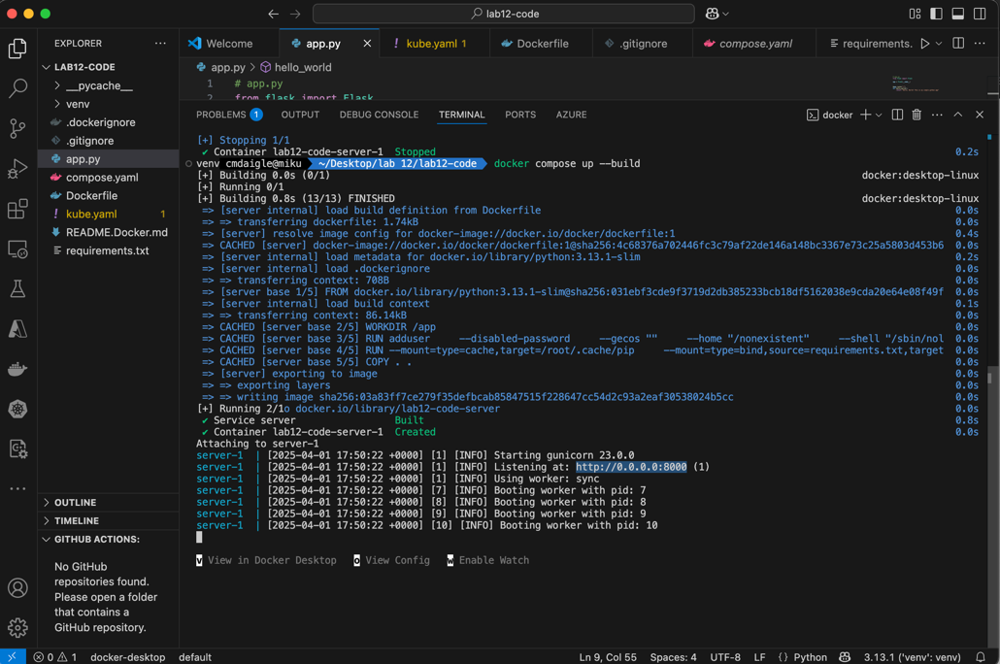 lab12-code
EXPLORER
Welcome
app.py
! kube.yaml 1
Dockerfile
.gitignore
compose.yaml
requirements.
LAB12-CODE
__pycache__
venv
.dockerignore
.gitignore
app.py
compose.yaml
Dockerfile
! kube.yaml 1
README.Docker.md
requirements.txt
app.py > hello_world
1 # app.py
2 from flask import Flask
PROBLEMS 1 OUTPUT DEBUG CONSOLE TERMINAL PORTS AZURE
docker
[+] Stopping 1/1
✔ Container lab12-code-server-1 Stopped 0.2s
venv cmdaigle@miku ~/Desktop/lab 12/lab12-code docker compose up --build
[+] Building 0.0s (0/1) docker:desktop-linux
[+] Running 0/1
[+] Building 0.8s (13/13) FINISHED docker:desktop-linux
=> [server internal] load build definition from Dockerfile 0.0s
=> => transferring dockerfile: 1.74kB 0.0s
=> [server] resolve image config for docker-image://docker.io/docker/dockerfile:1 0.4s
=> CACHED [server] docker-image://docker.io/docker/dockerfile:1@sha256:4c68376a702446fc3c79af22de146a148bc3367e73c25a5803d453b6 0.0s
=> [server internal] load metadata for docker.io/library/python:3.13.1-slim 0.2s
=> [server internal] load .dockerignore 0.0s
=> => transferring context: 708B 0.0s
=> [server base 1/5] FROM docker.io/library/python:3.13.1-slim@sha256:031ebf3cde9f3719d2db385233bcb18df5162038e9cda20e64e08f49f 0.0s
=> [server internal] load build context 0.1s
=> => transferring context: 86.14kB 0.0s
=> CACHED [server base 2/5] WORKDIR /app 0.0s
=> CACHED [server base 3/5] RUN adduser --disabled-password --gecos "" --home "/nonexistent" --shell "/sbin/nol 0.0s
=> CACHED [server base 4/5] RUN --mount=type=cache,target=/root/.cache/pip --mount=type=bind,source=requirements.txt,target 0.0s
=> CACHED [server base 5/5] COPY . . 0.0s
=> [server] exporting to image 0.0s
=> => exporting layers 0.0s
=> => writing image sha256:03a83ff7ce279f35defbcab85847515f228647cc54d2c93a2eaf30538024b5cc 0.0s
[+] Running 2/1o docker.io/library/lab12-code-server 0.0s
✔ Service server Built 0.8s
✔ Container lab12-code-server-1 Created 0.0s
Attaching to server-1
server-1 | [2025-04-01 17:50:22 +0000] [1] [INFO] Starting gunicorn 23.0.0
server-1 | [2025-04-01 17:50:22 +0000] [1] [INFO] Listening at: http://0.0.0.0:8000 (1)
server-1 | [2025-04-01 17:50:22 +0000] [1] [INFO] Using worker: sync
server-1 | [2025-04-01 17:50:22 +0000] [7] [INFO] Booting worker with pid: 7
server-1 | [2025-04-01 17:50:22 +0000] [8] [INFO] Booting worker with pid: 8
server-1 | [2025-04-01 17:50:22 +0000] [9] [INFO] Booting worker with pid: 9
server-1 | [2025-04-01 17:50:22 +0000] [10] [INFO] Booting worker with pid: 10
v View in Docker Desktop o View Config w Enable Watch
OUTLINE
TIMELINE
GITHUB ACTIONS:
No GitHub
repositories found.
Please open a folder
that contains a
GitHub repository.
0 1 docker-desktop default
Ln 9, Col 55 Spaces: 4 UTF-8 LF {} Python 3.13.1 ('venv': venv)